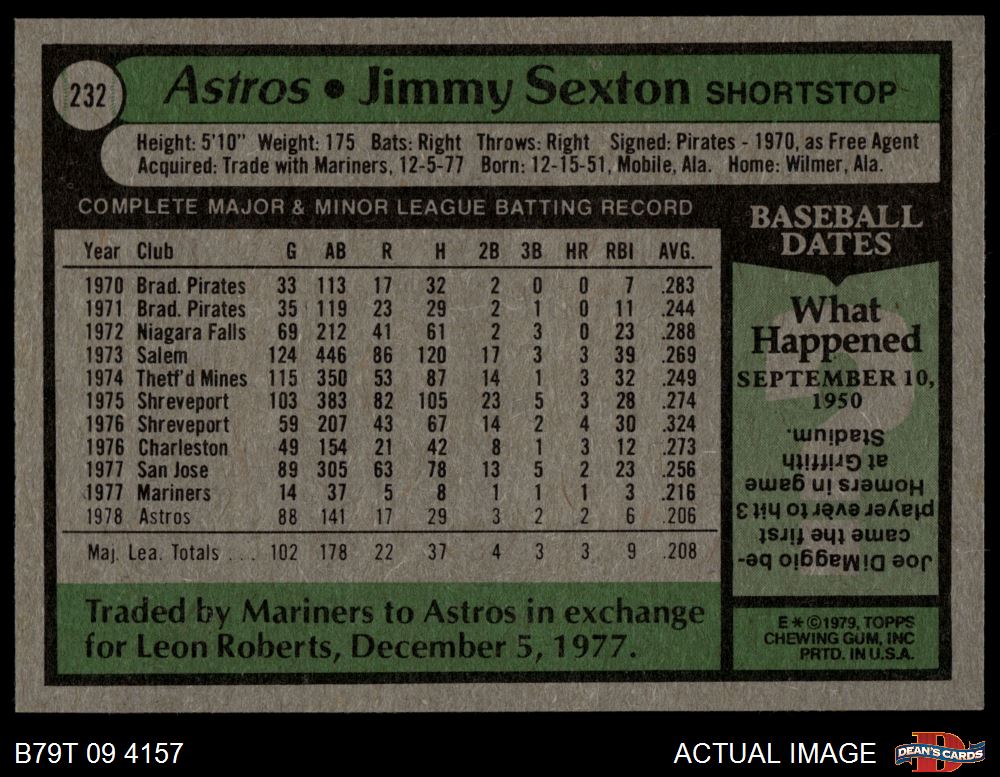 232
Astros • Jimmy Sexton SHORTSTOP
Height: 5'10" Weight: 175 Bats: Right Throws: Right Signed: Pirates - 1970, as Free Agent
Acquired: Trade with Mariners, 12-5-77 Born: 12-15-51, Mobile, Ala. Home: Wilmer, Ala.
COMPLETE MAJOR & MINOR LEAGUE BATTING RECORD
Year Club G AB R H 2B 3B HR RBI AVG.
1970 Brad. Pirates 33 113 17 32 2 0 0 7 .283
1971 Brad. Pirates 35 119 23 29 2 1 0 11 .244
1972 Niagara Falls 69 212 41 61 2 3 0 23 .288
1973 Salem 124 446 86 120 17 3 3 39 .269
1974 Thetf'd Mines 115 350 53 87 14 1 3 32 .249
1975 Shreveport 103 383 82 105 23 5 3 28 .274
1976 Shreveport 59 207 43 67 14 2 4 30 .324
1976 Charleston 49 154 21 42 8 1 3 12 .273
1977 San Jose 89 305 63 78 13 5 2 23 .256
1977 Mariners 14 37 5 8 1 1 1 3 .216
1978 Astros 88 141 17 29 3 2 2 6 .206
Maj. Lea. Totals . . . 102 178 22 37 4 3 3 9 .208
Traded by Mariners to Astros in exchange
for Leon Roberts, December 5, 1977.
BASEBALL
DATES
What
Happened
SEPTEMBER 10,
1950
Joe DiMaggio be-
came the first
player ever to hit 3
Homers in game
at Griffith
Stadium.
E * © 1979, TOPPS
CHEWING GUM, INC
PRTD. IN U.S.A.
B79T 09 4157
ACTUAL IMAGE
D
DEAN'S CARDS